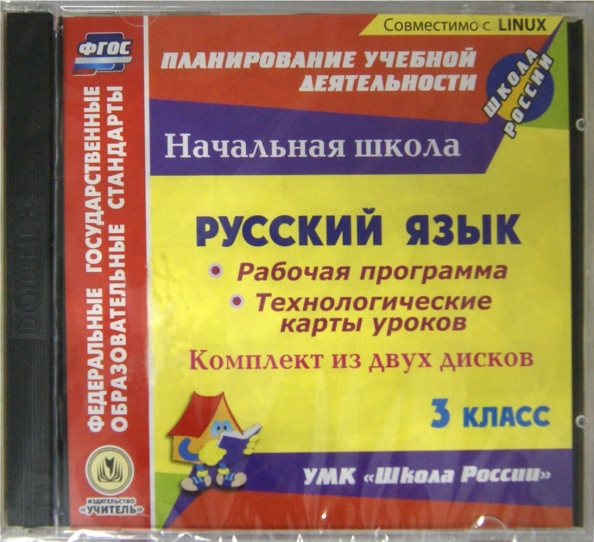 Совместимо с LINUX
ФГОС
ПЛАНИРОВАНИЕ УЧЕБНОЙ
ДЕЯТЕЛЬНОСТИ
ШКОЛА
РОССИИ
Начальная школа
ФЕДЕРАЛЬНЫЕ ГОСУДАРСТВЕННЫЕ
ОБРАЗОВАТЕЛЬНЫЕ СТАНДАРТЫ
РУССКИЙ ЯЗЫК
• Рабочая программа
• Технологические
карты уроков
Комплект из двух дисков
3 КЛАСС
УМК «Школа России»
ИЗДАТЕЛЬСТВО
«УЧИТЕЛЬ»